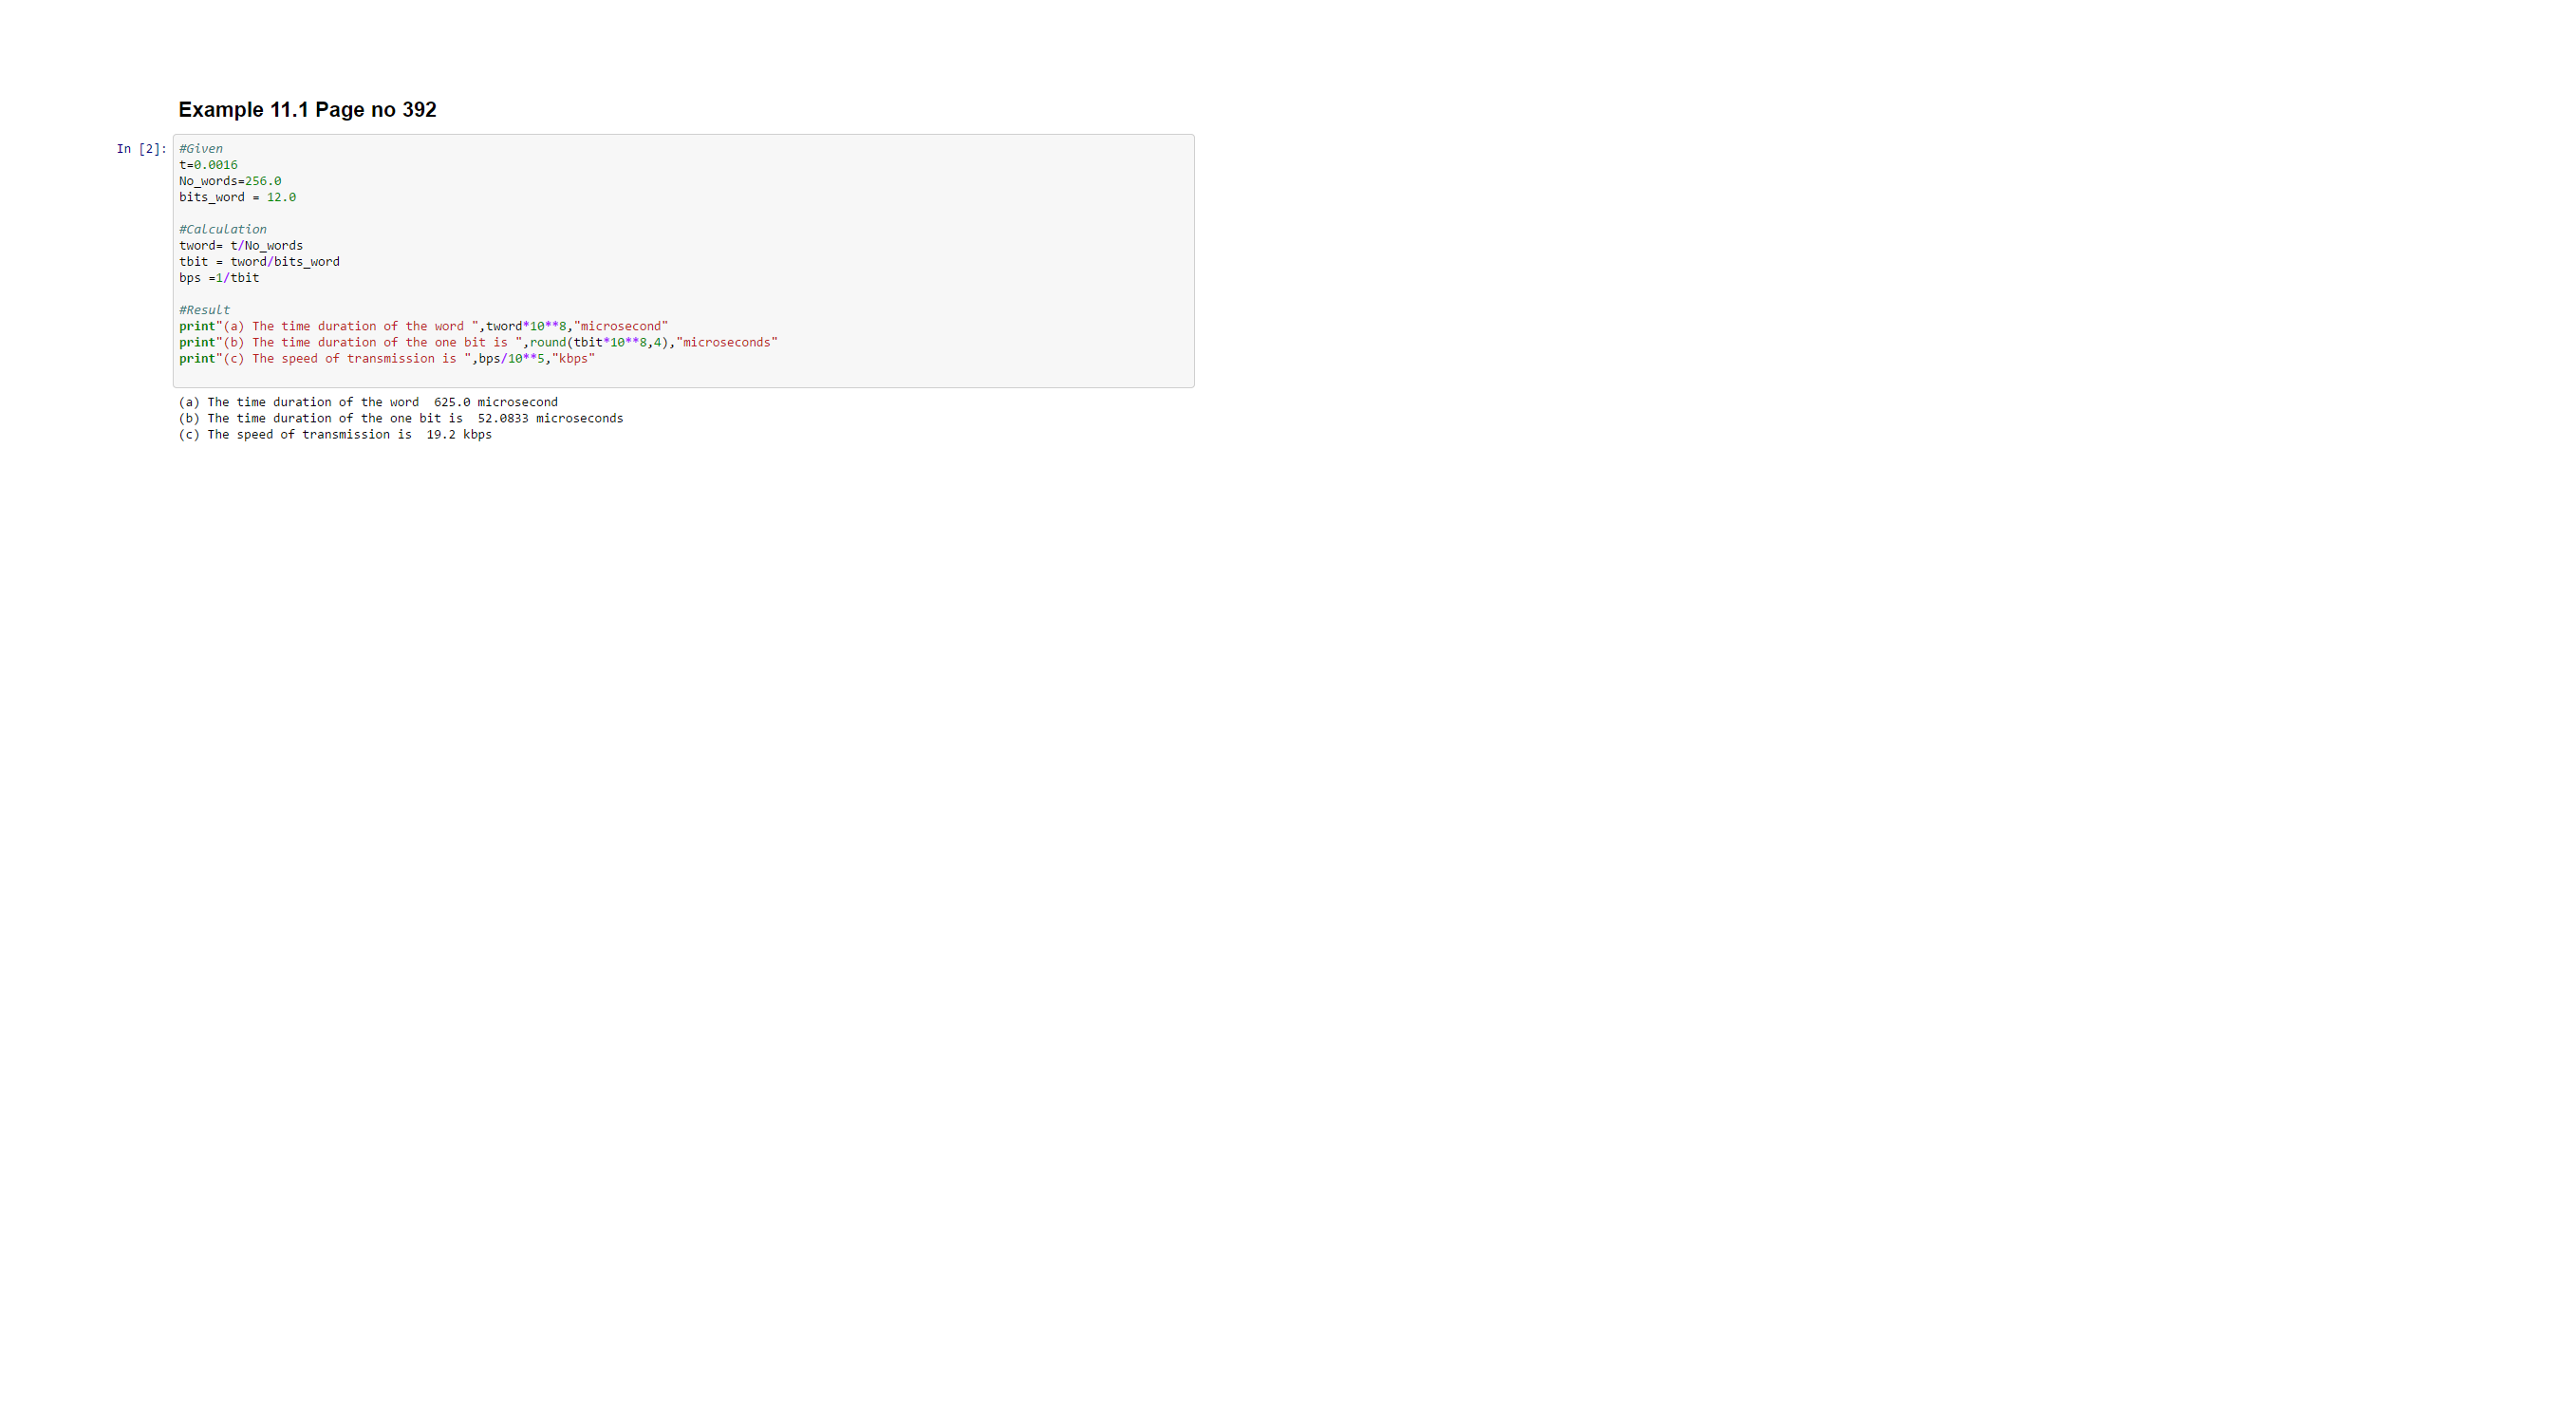 Example 11.1 Page no 392
In [2]:
#Given
t=0.0016
No_words=256.0
bits_word = 12.0
#Calculation
tword= t/No_words
tbit = tword/bits_word
bps =1/tbit
#Result
print"(a) The time duration of the word ",tword*10**8,"microsecond"
print"(b) The time duration of the one bit is ",round(tbit*10**8,4),"microseconds"
print"(c) The speed of transmission is ",bps/10**5,"kbps"
(a) The time duration of the word  625.0 microsecond
(b) The time duration of the one bit is  52.0833 microseconds
(c) The speed of transmission is  19.2 kbps